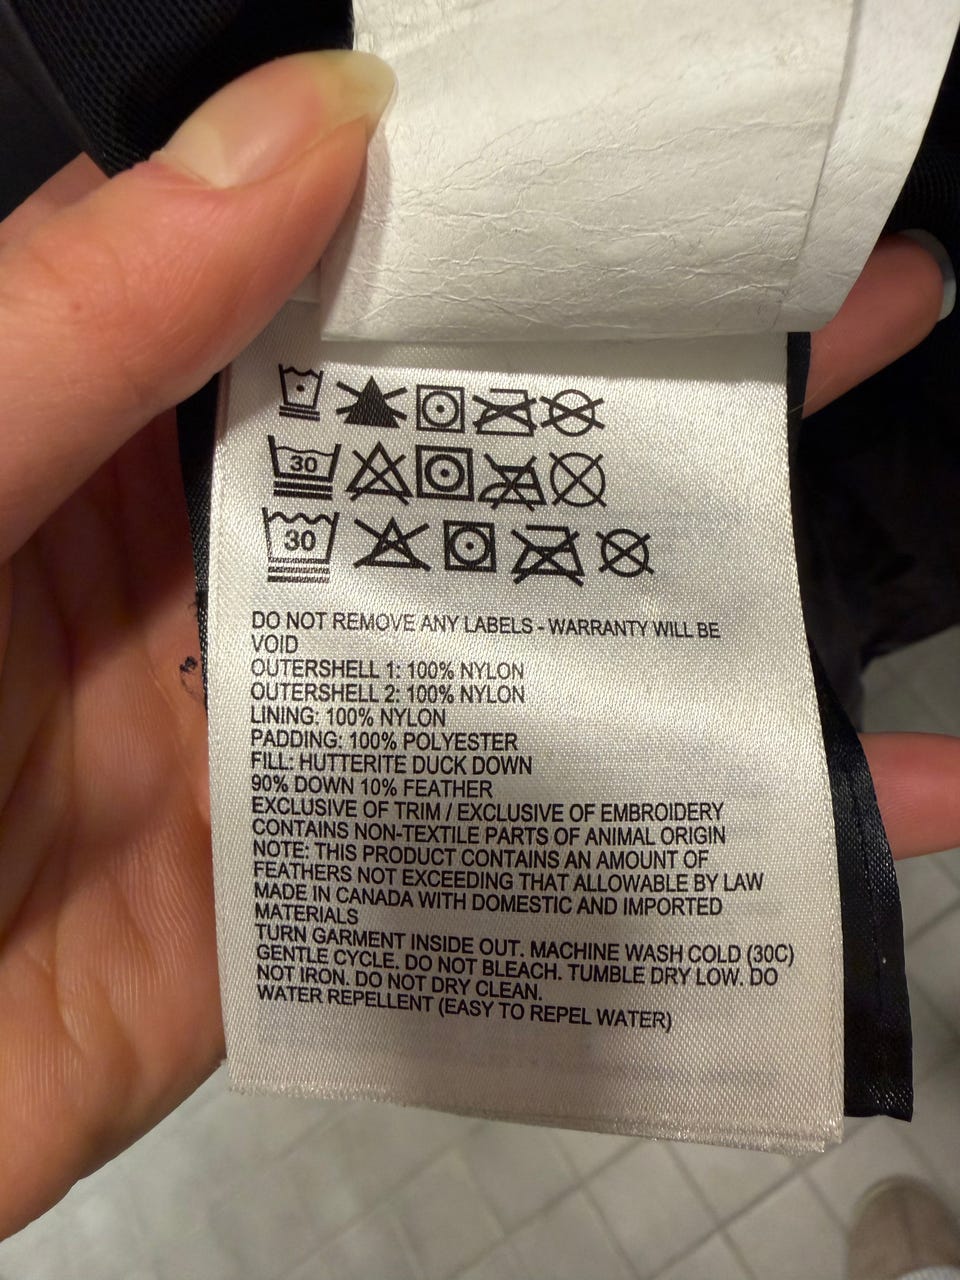 30
30
DO NOT REMOVE ANY LABELS - WARRANTY WILL BE
VOID
OUTERSHELL 1: 100% NYLON
OUTERSHELL 2: 100% NYLON
LINING: 100% NYLON
PADDING: 100% POLYESTER
FILL: HUTTERITE DUCK DOWN
90% DOWN 10% FEATHER
EXCLUSIVE OF TRIM / EXCLUSIVE OF EMBROIDERY
CONTAINS NON-TEXTILE PARTS OF ANIMAL ORIGIN
NOTE: THIS PRODUCT CONTAINS AN AMOUNT OF
FEATHERS NOT EXCEEDING THAT ALLOWABLE BY LAW
MADE IN CANADA WITH DOMESTIC AND IMPORTED
MATERIALS
TURN GARMENT INSIDE OUT. MACHINE WASH COLD (30C)
GENTLE CYCLE. DO NOT BLEACH. TUMBLE DRY LOW. DO
NOT IRON. DO NOT DRY CLEAN.
WATER REPELLENT (EASY TO REPEL WATER)